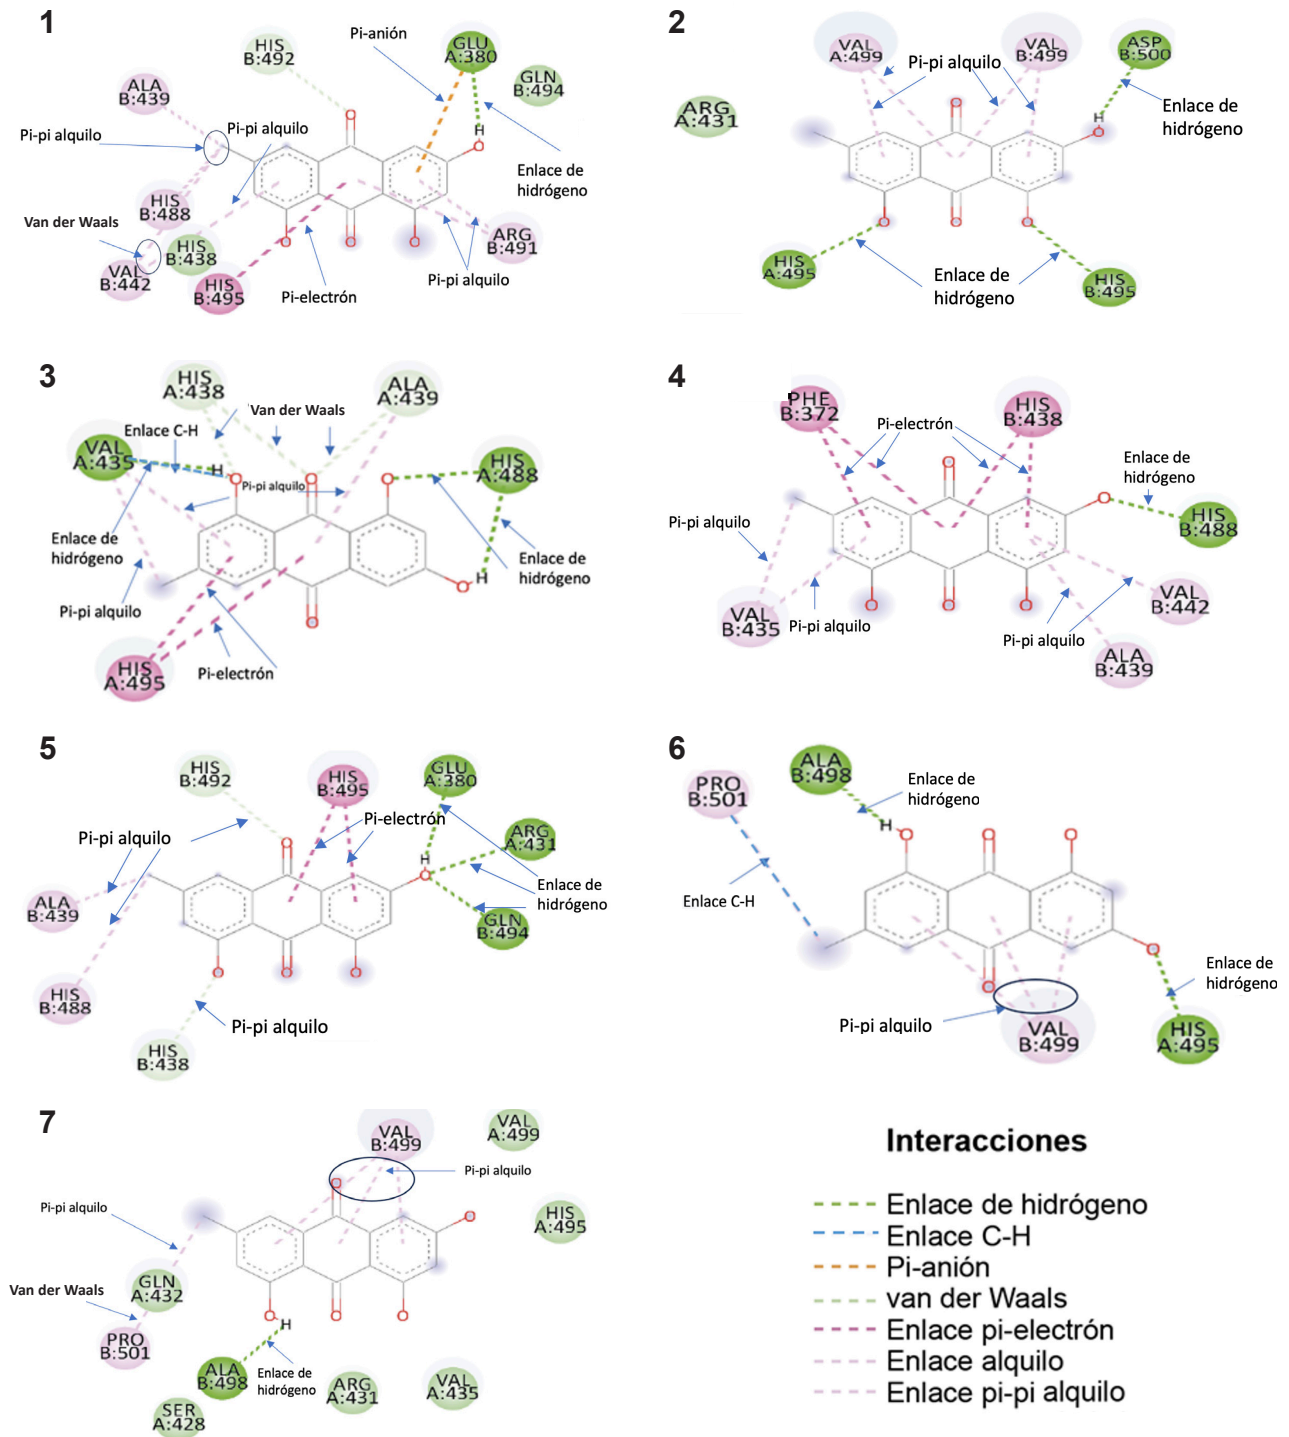 1
HIS
B:492
Pi-anión
GLU
A:380
GLN
B:494
ALA
B:439
Pi-pi alquilo
Pi-pi alquilo
H
O
O
Enlace de
hidrógeno
HIS
B:488
Van der Waals
HIS
B:438
VAL
B:442
HIS
B:495
O
O
O
ARG
B:491
Pi-pi alquilo
Pi-electrón
2
VAL
A:499
Pi-pi alquilo
VAL
B:499
ASP
B:500
ARG
A:431
Enlace de
hidrógeno
O
H
O
O
O
O
HIS
A:495
Enlace de
hidrógeno
HIS
B:495
3
HIS
A:438
Van der Waals
ALA
A:439
Enlace C-H
VAL
A:435
H
O
O
O
Pi-pi alquilo
HIS
A:488
Enlace de
hidrógeno
Enlace de
hidrógeno
O
H
Pi-pi alquilo
O
HIS
A:495
Pi-electrón
4
PHE
B:372
Pi-electrón
HIS
B:438
Enlace de
hidrógeno
O
O
HIS
B:488
Pi-pi alquilo
VAL
B:435
Pi-pi alquilo
O
O
O
Pi-pi alquilo
VAL
B:442
ALA
B:439
5
HIS
B:492
HIS
B:495
GLU
A:380
Pi-pi alquilo
Pi-electrón
ARG
A:431
O
H
O
Enlace de
hidrógeno
ALA
B:439
GLN
B:494
O
O
O
HIS
B:488
Pi-pi alquilo
HIS
B:438
6
PRO
B:501
ALA
B:498
Enlace de
hidrógeno
H
O
O
O
Enlace C-H
O
O
Enlace de
hidrógeno
Pi-pi alquilo
VAL
B:499
HIS
A:495
7
VAL
B:499
VAL
A:499
Pi-pi alquilo
O
Pi-pi alquilo
O
HIS
A:495
GLN
A:432
Van der Waals
PRO
B:501
O
H
O
O
ALA
B:498
Enlace de
hidrógeno
ARG
A:431
VAL
A:435
SER
A:428
Interacciones
Enlace de hidrógeno
Enlace C-H
Pi-anión
van der Waals
Enlace pi-electrón
Enlace alquilo
Enlace pi-pi alquilo